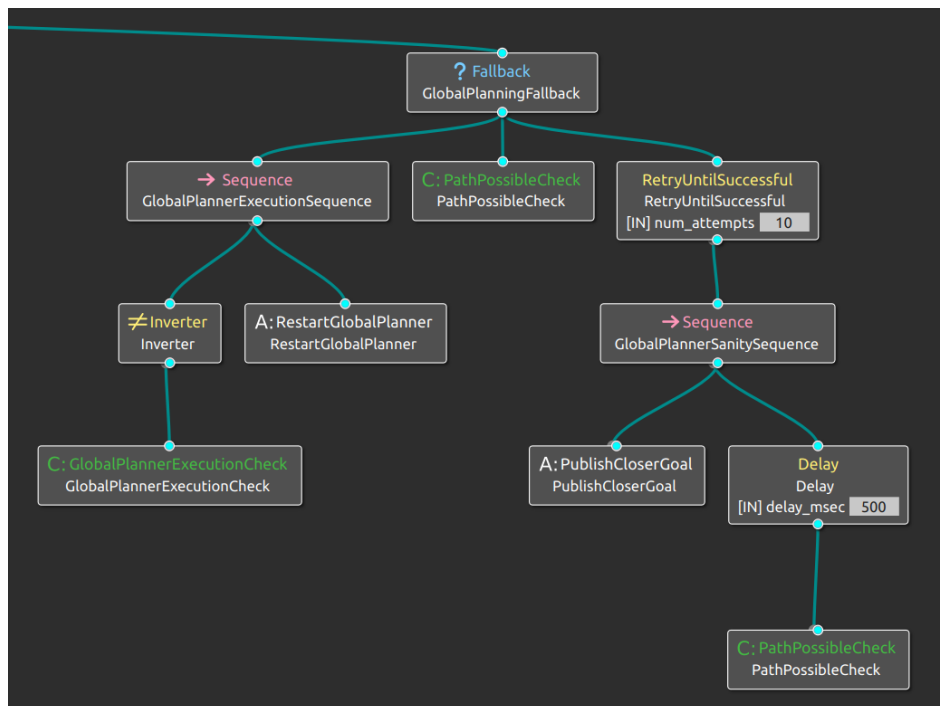 ? Fallback
GlobalPlanningFallback
→ Sequence
GlobalPlannerExecutionSequence
C: PathPossibleCheck
PathPossibleCheck
RetryUntilSuccessful
RetryUntilSuccessful
[IN] num_attempts 10
≠ Inverter
Inverter
A: RestartGlobalPlanner
RestartGlobalPlanner
→ Sequence
GlobalPlannerSanitySequence
C: GlobalPlannerExecutionCheck
GlobalPlannerExecutionCheck
A: PublishCloserGoal
PublishCloserGoal
Delay
Delay
[IN] delay_msec 500
C: PathPossibleCheck
PathPossibleCheck